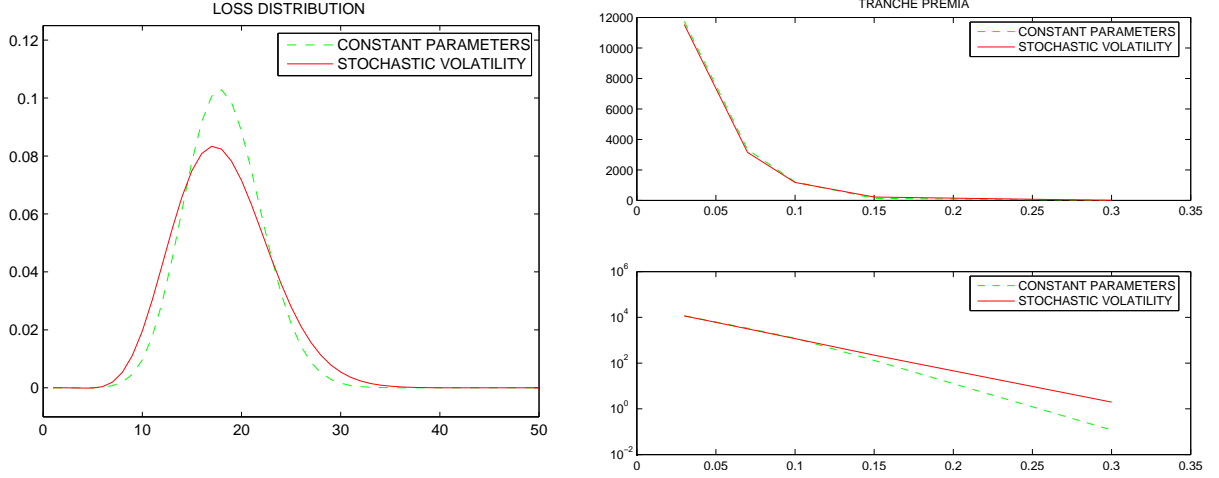 LOSS DISTRIBUTION
0.12
0.1
0.08
0.06
0.04
0.02
0
CONSTANT PARAMETERS
STOCHASTIC VOLATILITY
0 10 20 30 40 50
TRANCHE PREMIA
12000
10000
8000
6000
4000
2000
0
CONSTANT PARAMETERS
STOCHASTIC VOLATILITY
0 0.05 0.1 0.15 0.2 0.25 0.3 0.35
10^6
10^4
10^2
10^0
10^-2
CONSTANT PARAMETERS
STOCHASTIC VOLATILITY
0 0.05 0.1 0.15 0.2 0.25 0.3 0.35